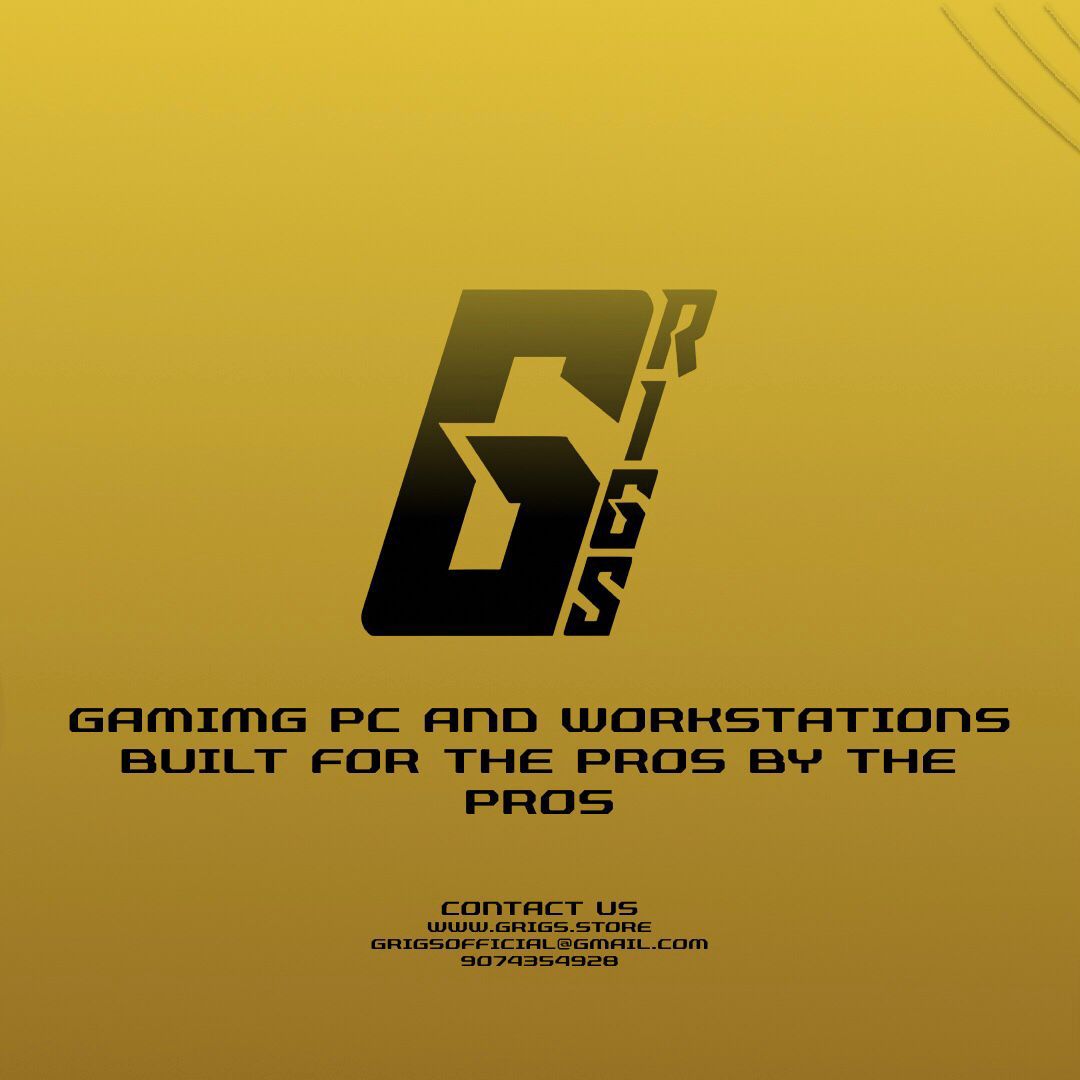 G
RIGS
GAMIMG PC AND WORKSTATIONS
BUILT FOR THE PROS BY THE
PROS
CONTACT US
WWW.GRIGS.STORE
GRIGSOFFICIAL@GMAIL.COM
9074354928